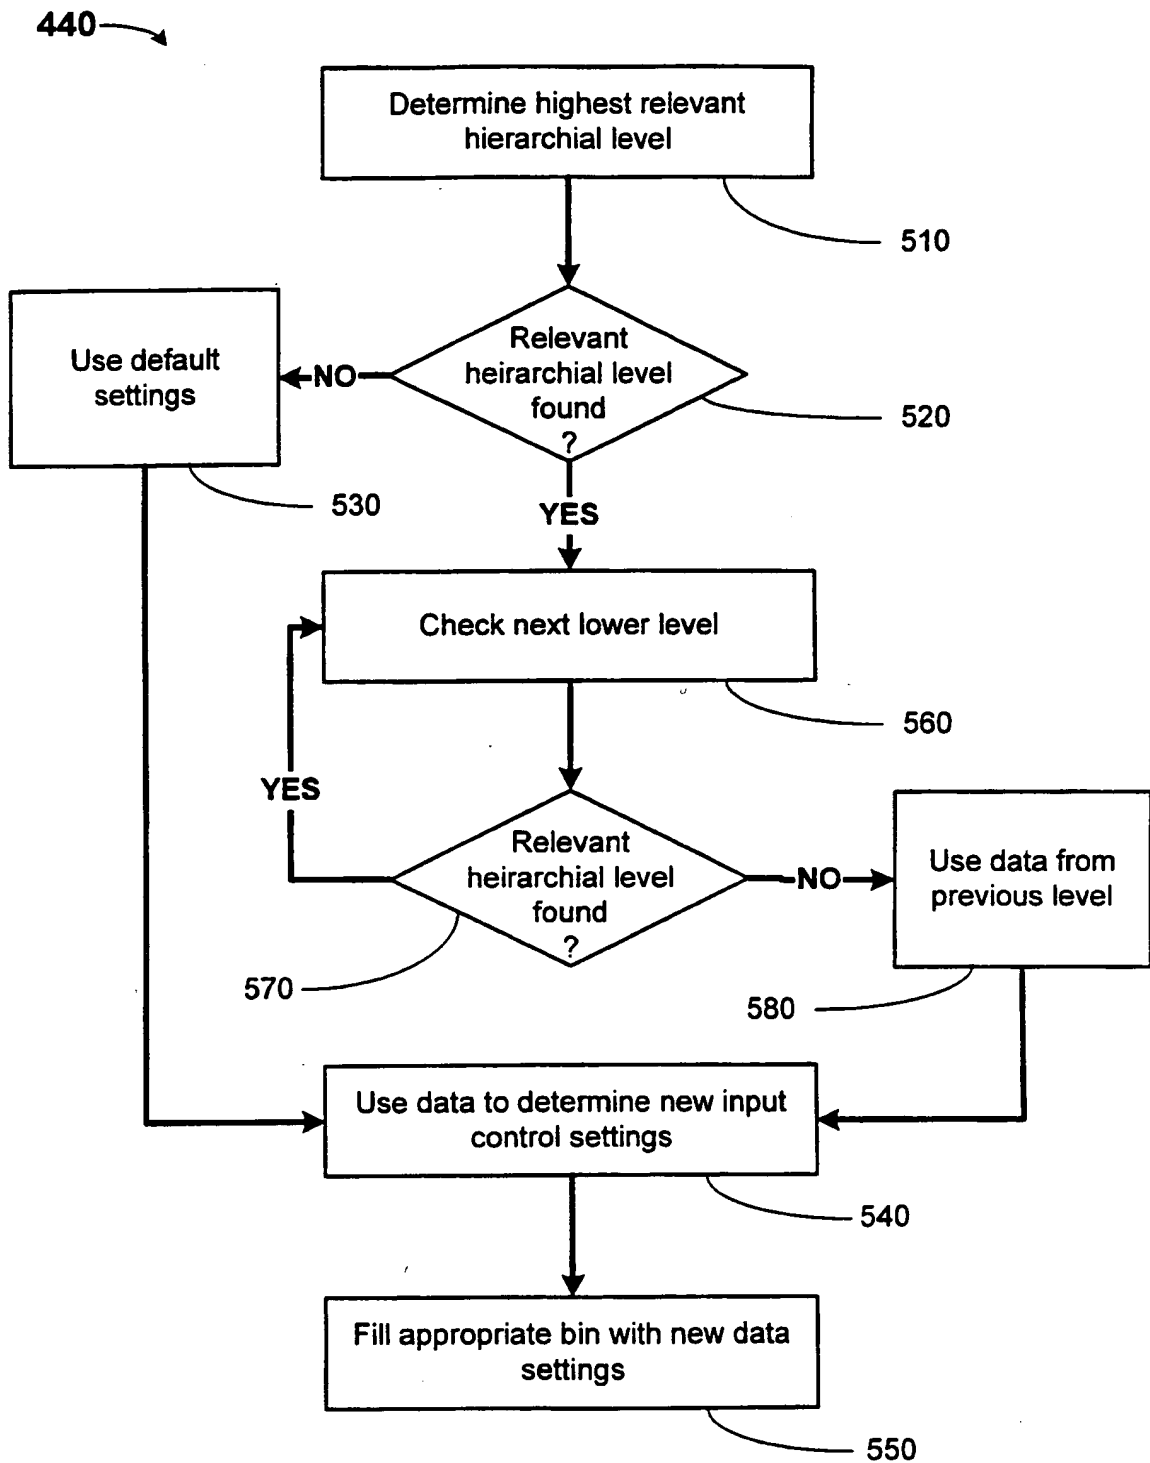 440
Determine highest relevant
hierarchial level
510
Relevant
heirarchial level
found
?
520
NO
Use default
settings
530
YES
Check next lower level
560
YES
Relevant
heirarchial level
found
?
570
NO
Use data from
previous level
580
Use data to determine new input
control settings
540
Fill appropriate bin with new data
settings
550